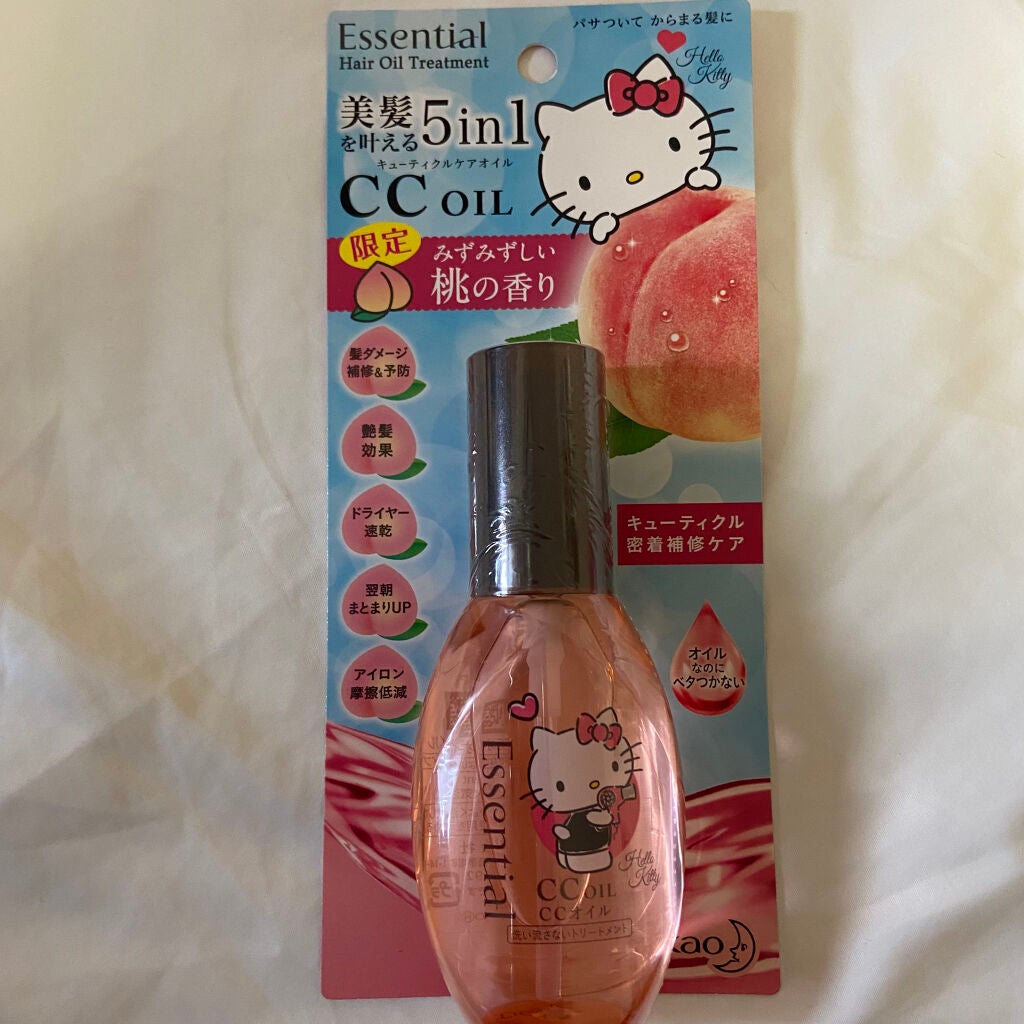 Essential
Hair Oil Treatment
パサついて からまる髪に
Hello
Kitty
美髪
を叶える
5in1
キューティクルケアオイル
CC OIL
限定
みずみずしい
桃の香り
髪ダメージ
補修&予防
艶髪
効果
ドライヤー
速乾
翌朝
まとまりUP
アイロン
摩擦低減
キューティクル
密着補修ケア
オイル
なのに
ベタつかない
Essential
Hello
Kitty
CC OIL
CCオイル
洗い流さないトリートメント
kao